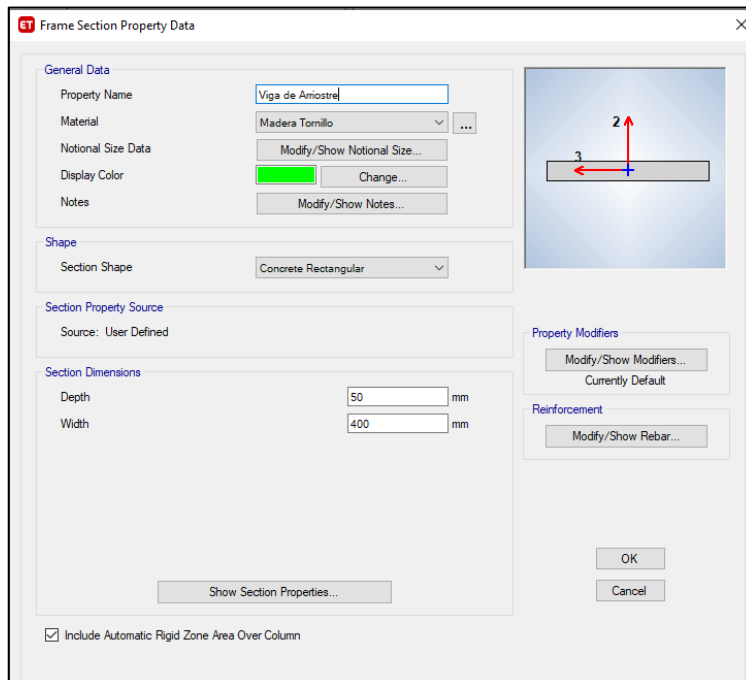 ET Frame Section Property Data
General Data
Property Name Viga de Arriostre
Material Madera Tornillo ...
Notional Size Data Modify/Show Notional Size...
Display Color Change...
Notes Modify/Show Notes...
2
3
Shape
Section Shape Concrete Rectangular
Section Property Source
Source: User Defined
Property Modifiers
Modify/Show Modifiers...
Currently Default
Section Dimensions
Depth 50 mm
Width 400 mm
Reinforcement
Modify/Show Rebar...
OK
Cancel
Show Section Properties...
Include Automatic Rigid Zone Area Over Column